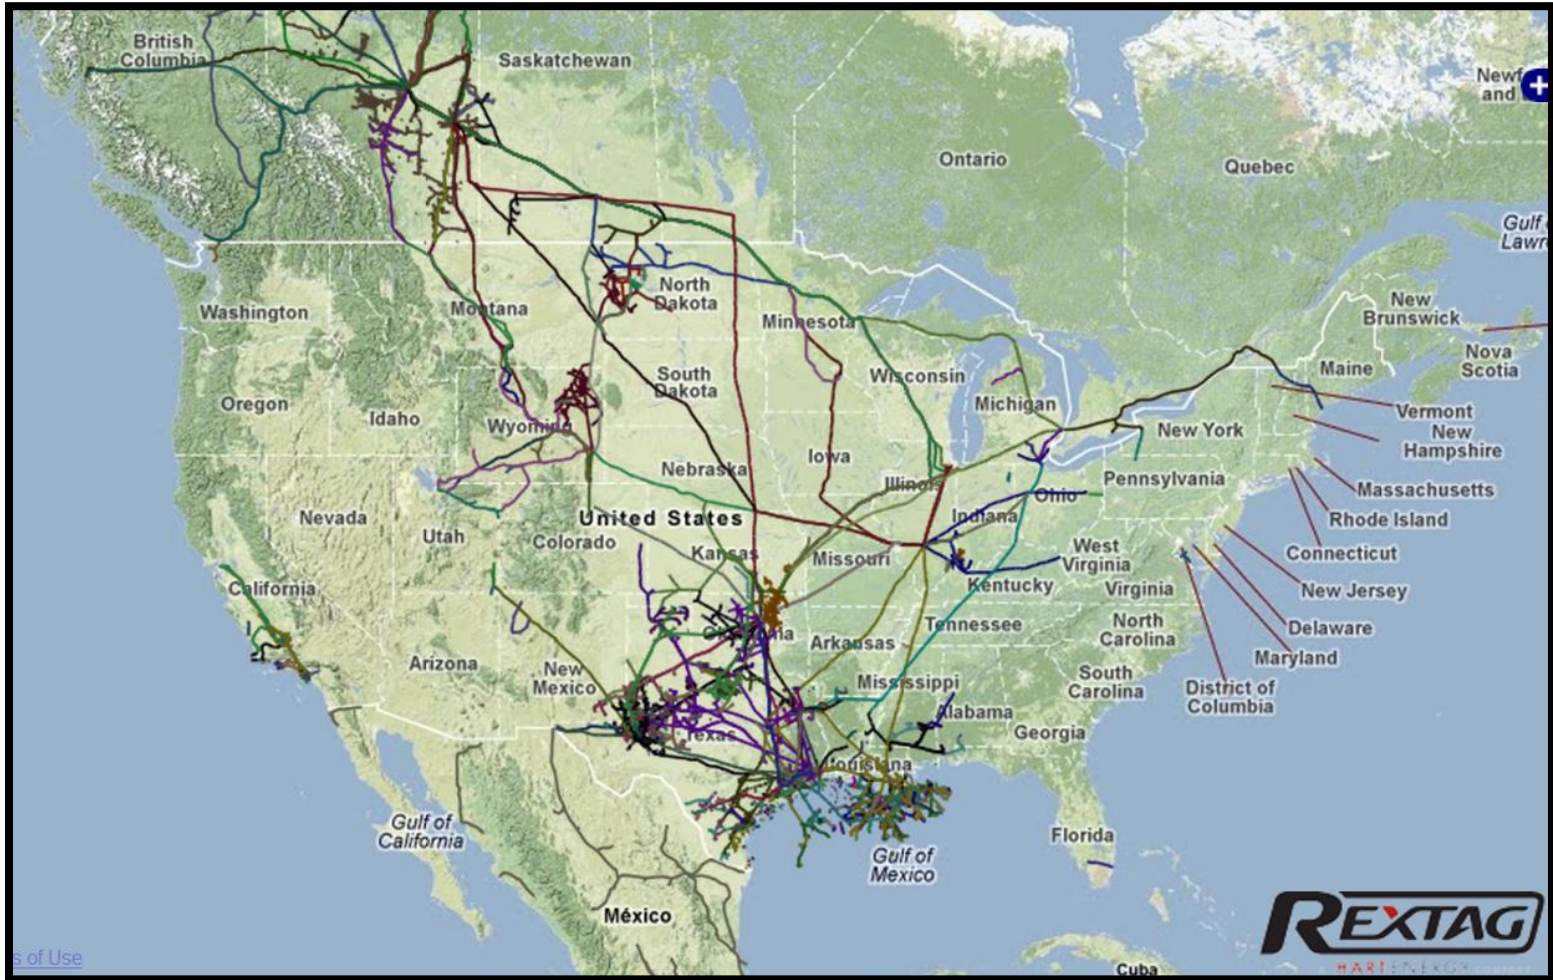 British
Columbia
Saskatchewan
Newf
and
Ontario
Quebec
Gulf
Lawr
Washington
Montana
North
Dakota
Minnesota
New
Brunswick
Nova
Scotia
Maine
Oregon
Idaho
Wyoming
South
Dakota
Wisconsin
Michigan
New York
Vermont
New
Hampshire
Nebraska
Iowa
Illinois
Indiana
Ohio
Pennsylvania
Massachusetts
Rhode Island
Connecticut
New Jersey
Delaware
Maryland
District of
Columbia
Nevada
Utah
United States
Colorado
Kansas
Missouri
West
Virginia
Kentucky
Virginia
California
Arizona
New
Mexico
Arkansas
Tennessee
North
Carolina
South
Carolina
Mississippi
Alabama
Georgia
Texas
Louisiana
Gulf of
California
Gulf of
Mexico
Florida
México
Cuba
s of Use
REXTAG
HART ENERGY